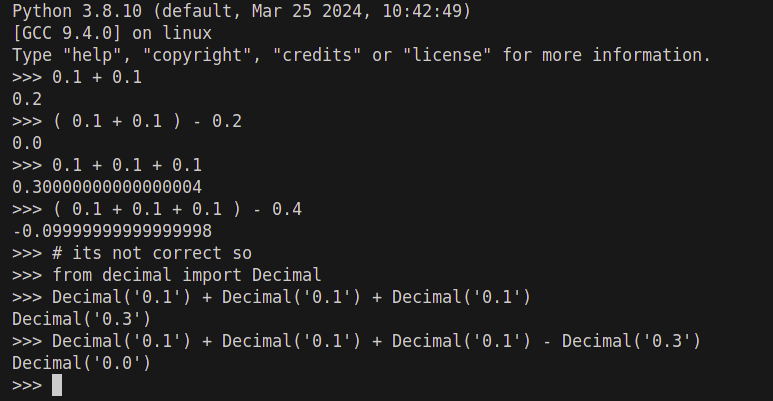 Python 3.8.10 (default, Mar 25 2024, 10:42:49)
[GCC 9.4.0] on linux
Type "help", "copyright", "credits" or "license" for more information.
>>> 0.1 + 0.1
0.2
>>> ( 0.1 + 0.1 ) - 0.2
0.0
>>> 0.1 + 0.1 + 0.1
0.30000000000000004
>>> ( 0.1 + 0.1 + 0.1 ) - 0.4
-0.09999999999999998
>>> # its not correct so
>>> from decimal import Decimal
>>> Decimal('0.1') + Decimal('0.1') + Decimal('0.1')
Decimal('0.3')
>>> Decimal('0.1') + Decimal('0.1') + Decimal('0.1') - Decimal('0.3')
Decimal('0.0')
>>>